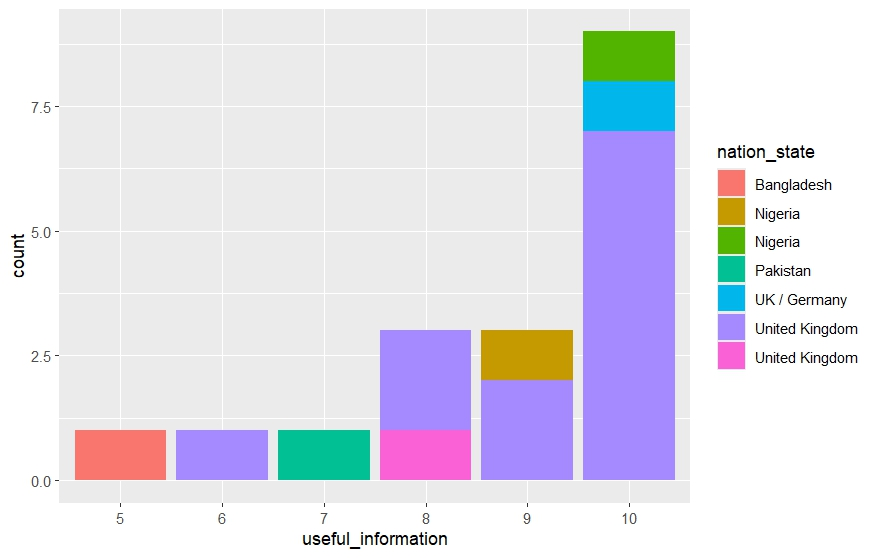 7.5
5.0
2.5
0.0
count
5 6 7 8 9 10
useful_information
nation_state
Bangladesh
Nigeria
Nigeria
Pakistan
UK / Germany
United Kingdom
United Kingdom